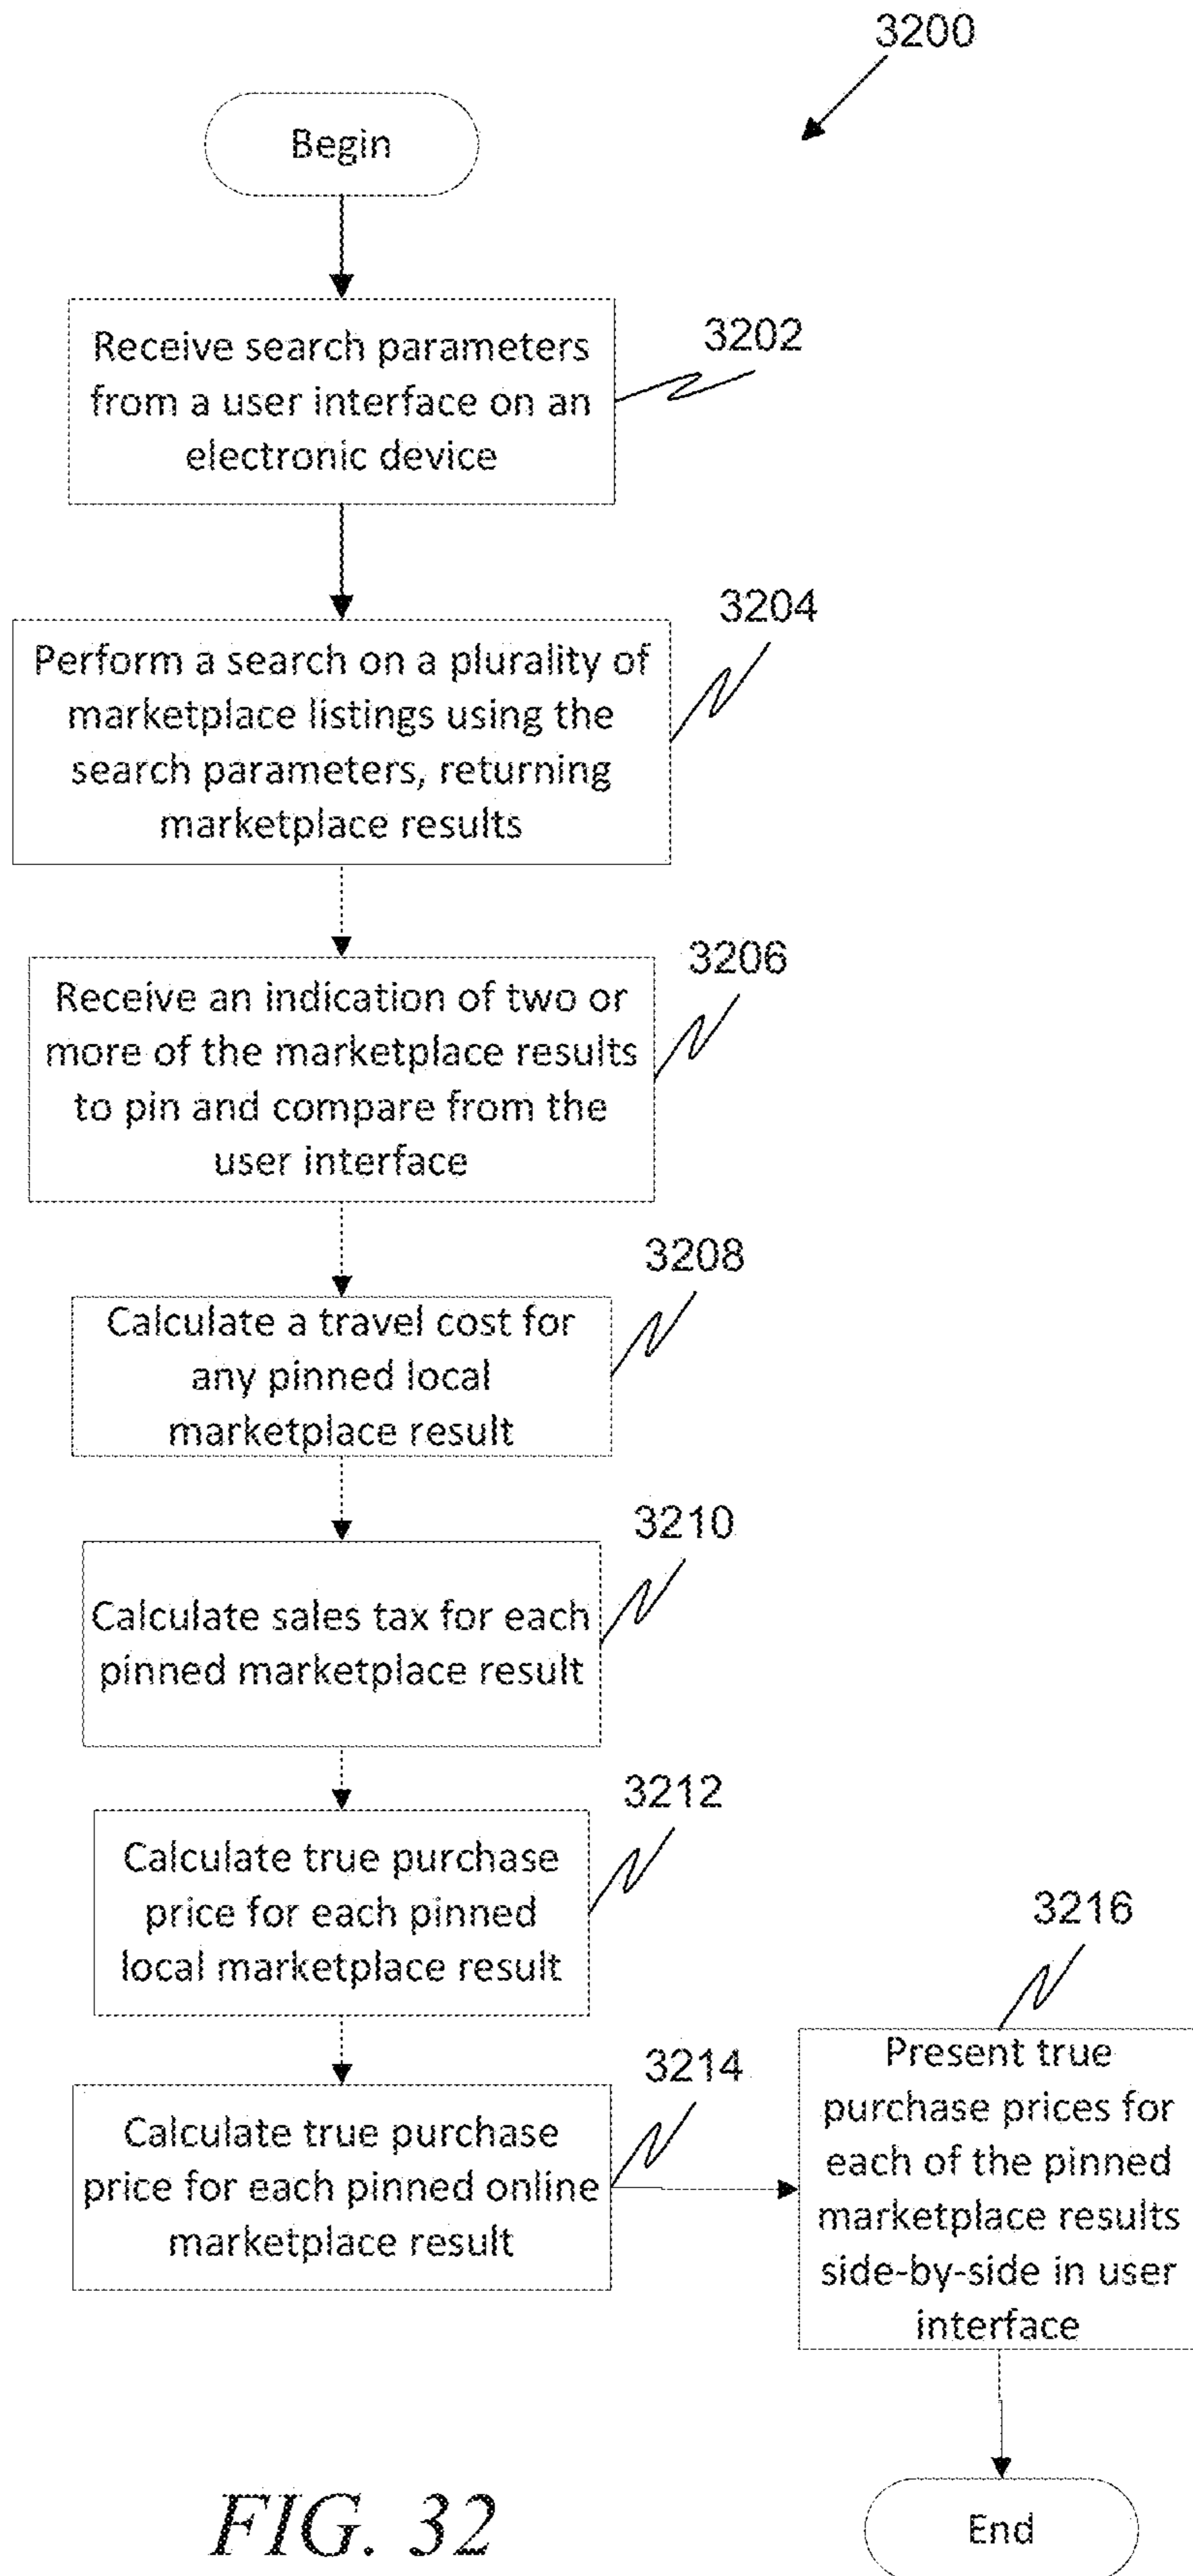 3200
Begin
Receive search parameters
from a user interface on an
electronic device
3202
Perform a search on a plurality of
marketplace listings using the
search parameters, returning
marketplace results
3204
Receive an indication of two or
more of the marketplace results
to pin and compare from the
user interface
3206
Calculate a travel cost for
any pinned local
marketplace result
3208
Calculate sales tax for each
pinned marketplace result
3210
Calculate true purchase
price for each pinned
local marketplace result
3212
Calculate true purchase
price for each pinned online
marketplace result
3214
Present true
purchase prices for
each of the pinned
marketplace results
side-by-side in user
interface
3216
End
FIG. 32